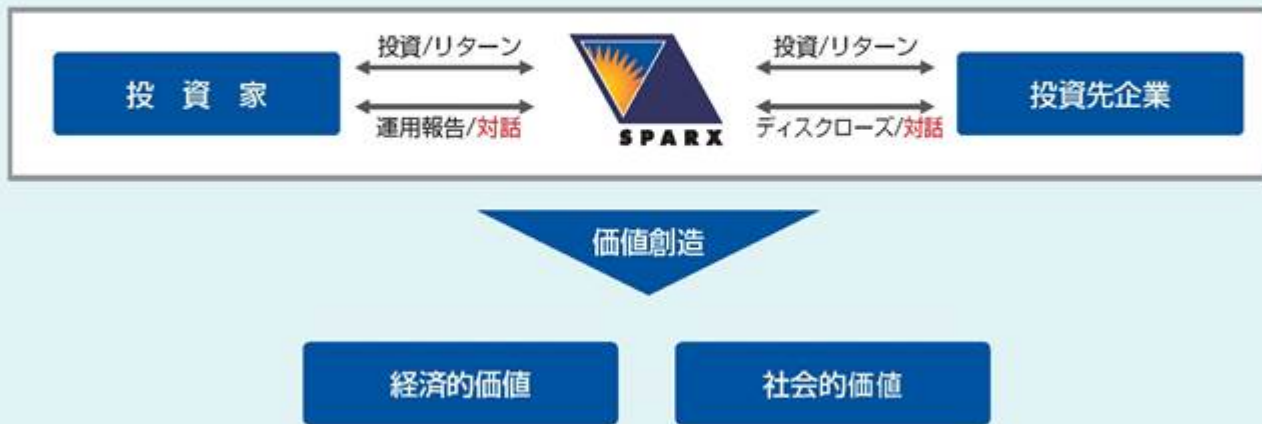 投資/リターン
投資/リターン
投 資 家
投資先企業
運用報告/対話
SPARX
ディスクローズ/対話
価値創造
経済的価値
社会的価値